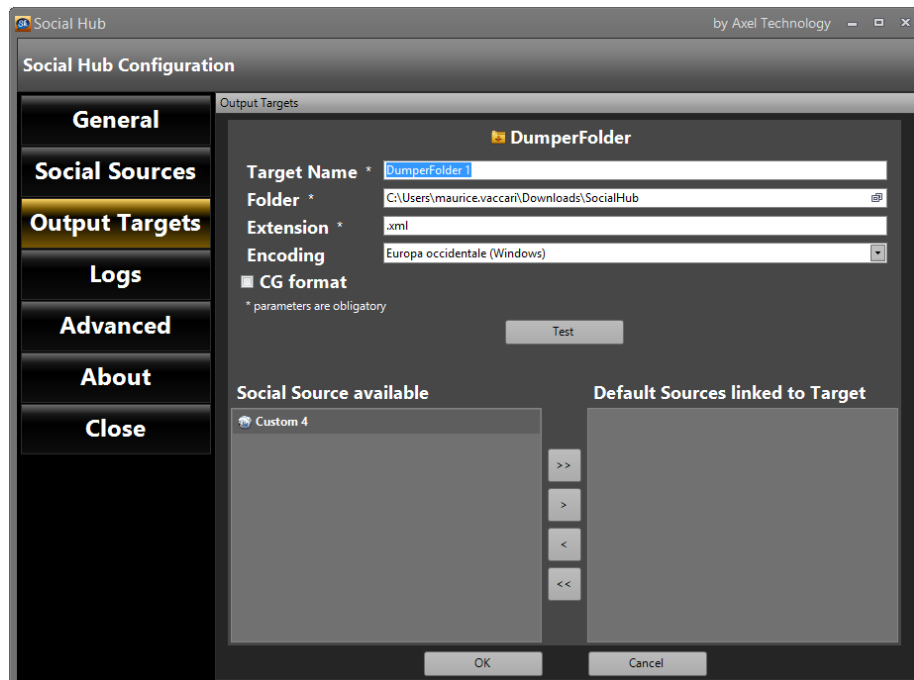 Social Hub
by Axel Technology
Social Hub Configuration
General
Social Sources
Output Targets
Logs
Advanced
About
Close
Output Targets
DumperFolder
Target Name *
DumperFolder 1
Folder *
C:\Users\maurice.vaccari\Downloads\SocialHub
Extension *
.xml
Encoding
Europa occidentale (Windows)
CG format
* parameters are obligatory
Test
Social Source available
Default Sources linked to Target
Custom 4
>>
>
<
<<
OK
Cancel